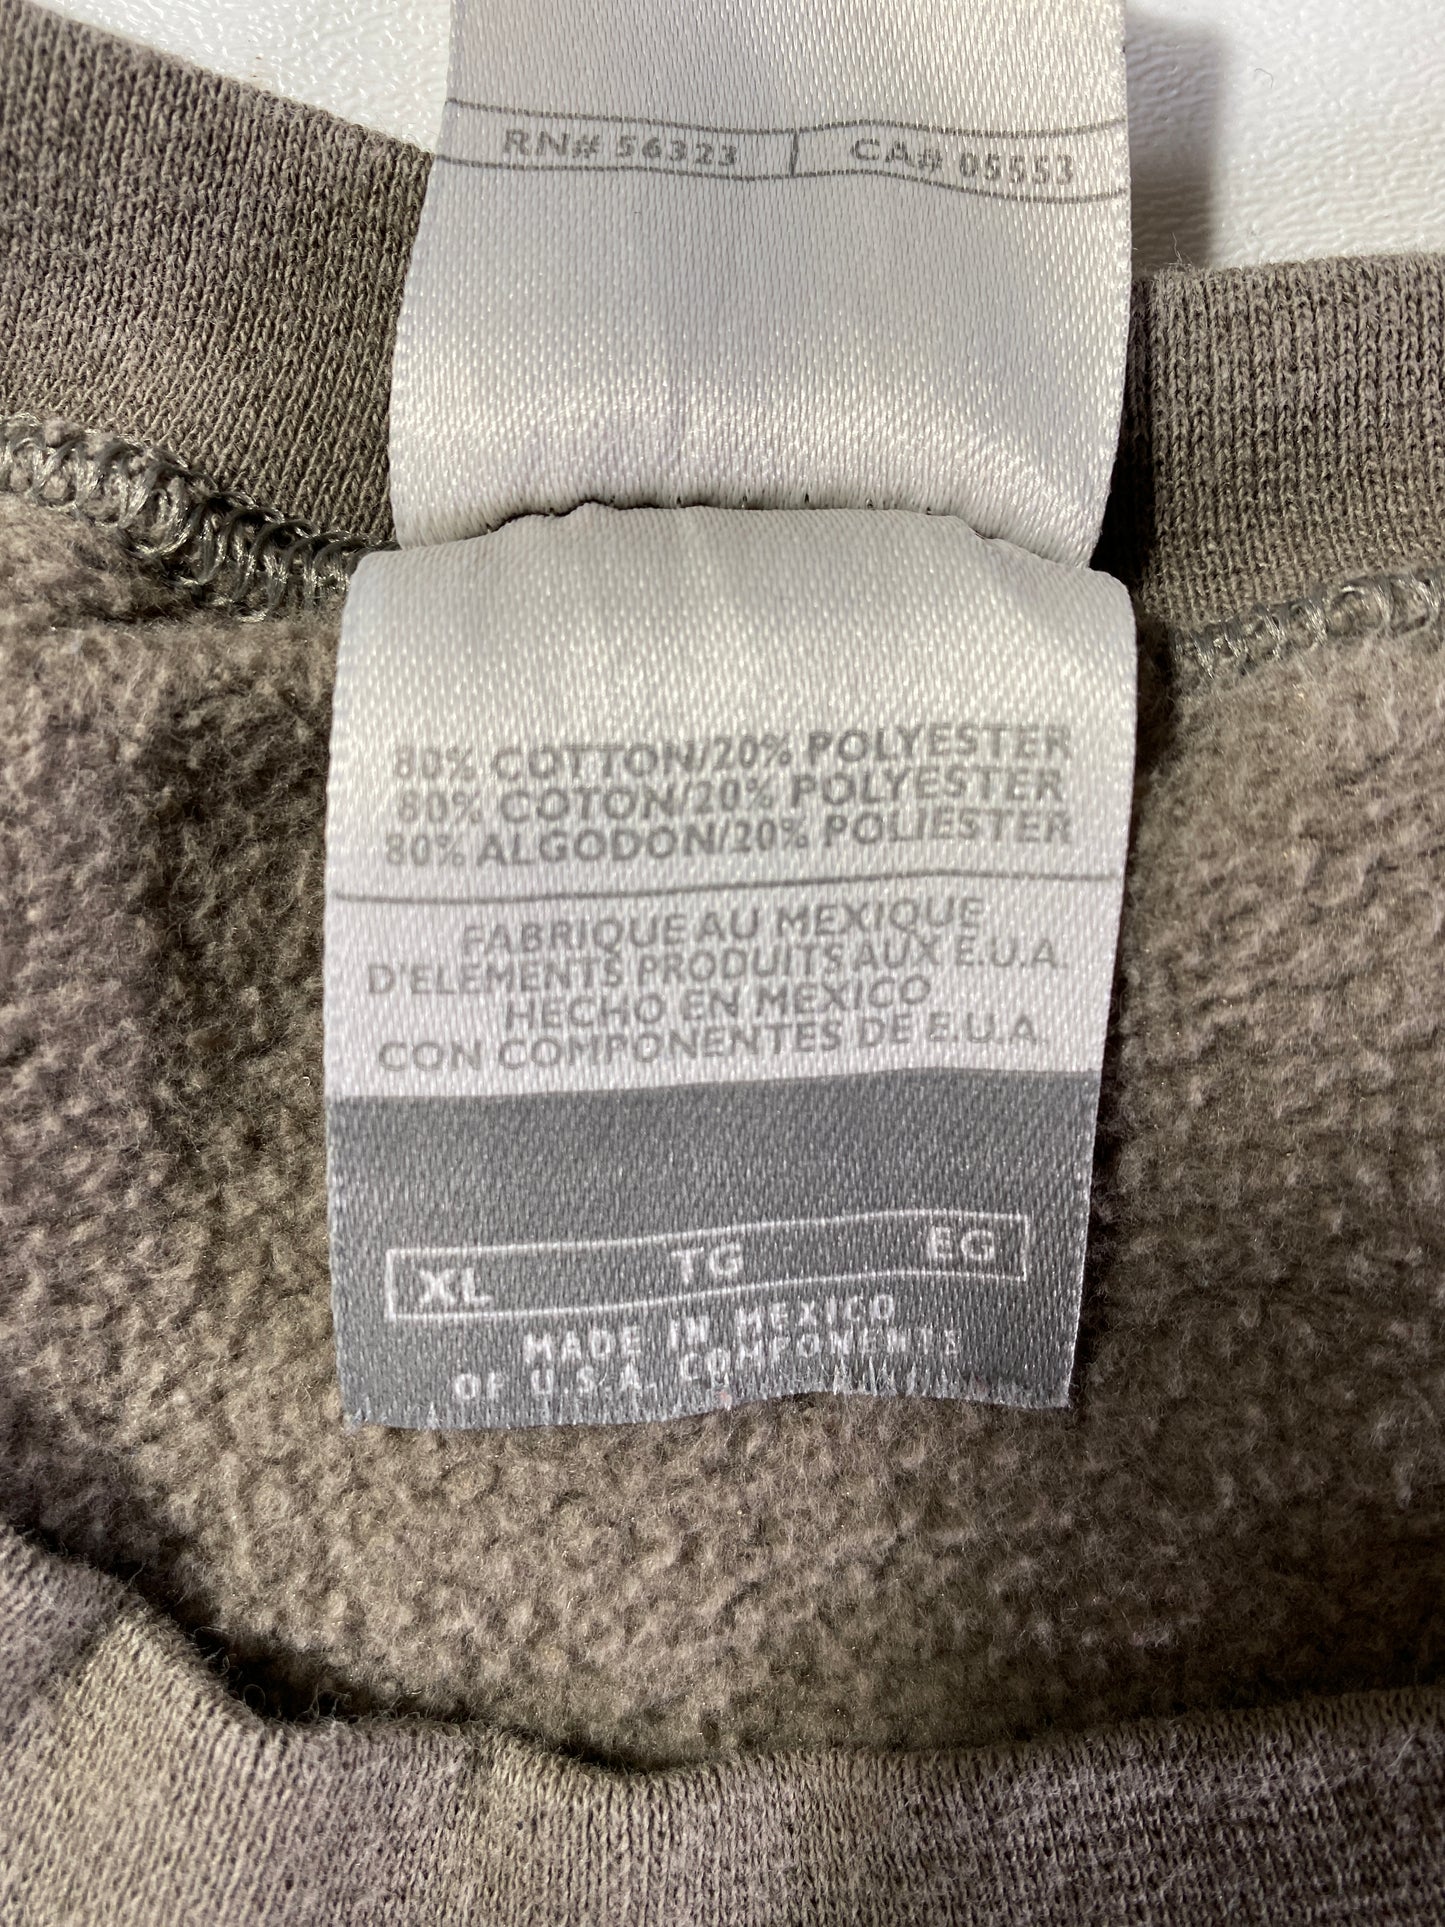 RN# 56323 | CA# 05553
80% COTTON/20% POLYESTER
80% COTON/20% POLYESTER
80% ALGODON/20% POLIESTER
FABRIQUE AU MEXIQUE
D'ELEMENTS PRODUITS AUX E.U.A.
HECHO EN MEXICO
CON COMPONENTES DE E.U.A.
XL TG EG
MADE IN MEXICO
OF U.S.A. COMPONENTS